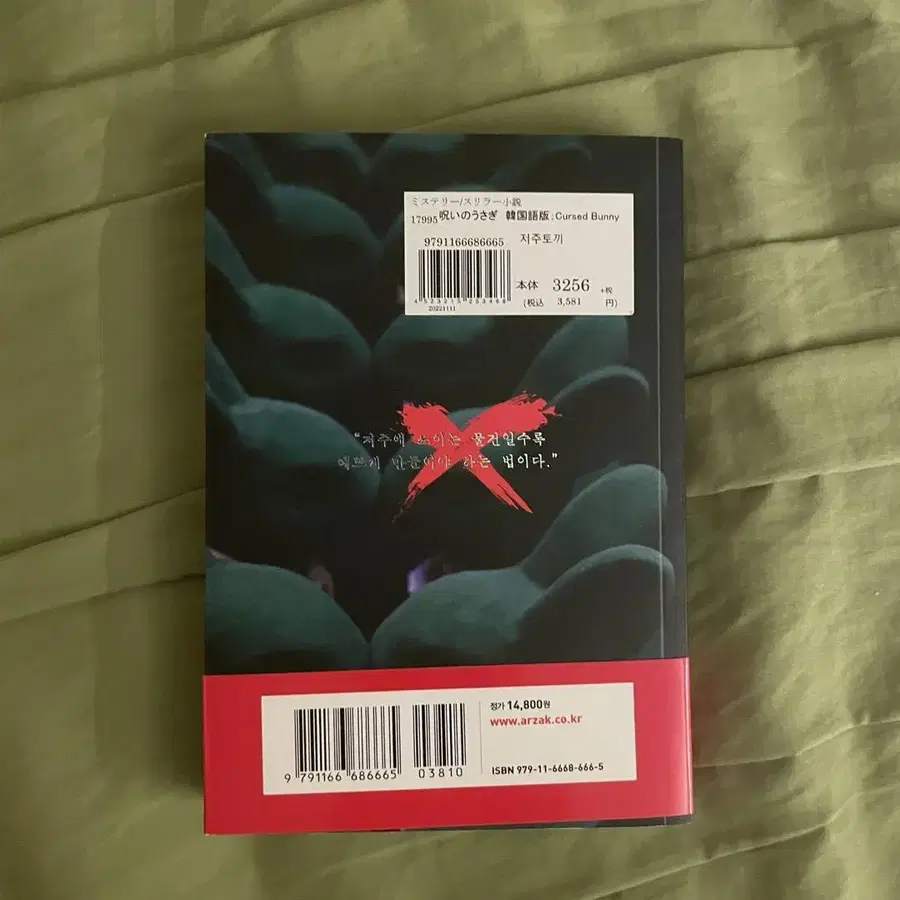 ミステリー/スリラー小説
17995 呪いのうさぎ 韓国語版;Cursed Bunny
9791166686665 저주토끼
本体 3256 +税
4523215253468
(税込 3,581 円)
20221111
“저주에 쓰이는 물건일수록
예쁘게 만들어야 하는 법이다.”
정가 14,800원
www.arzak.co.kr
9 791166 686665 03810
ISBN 979-11-6668-666-5